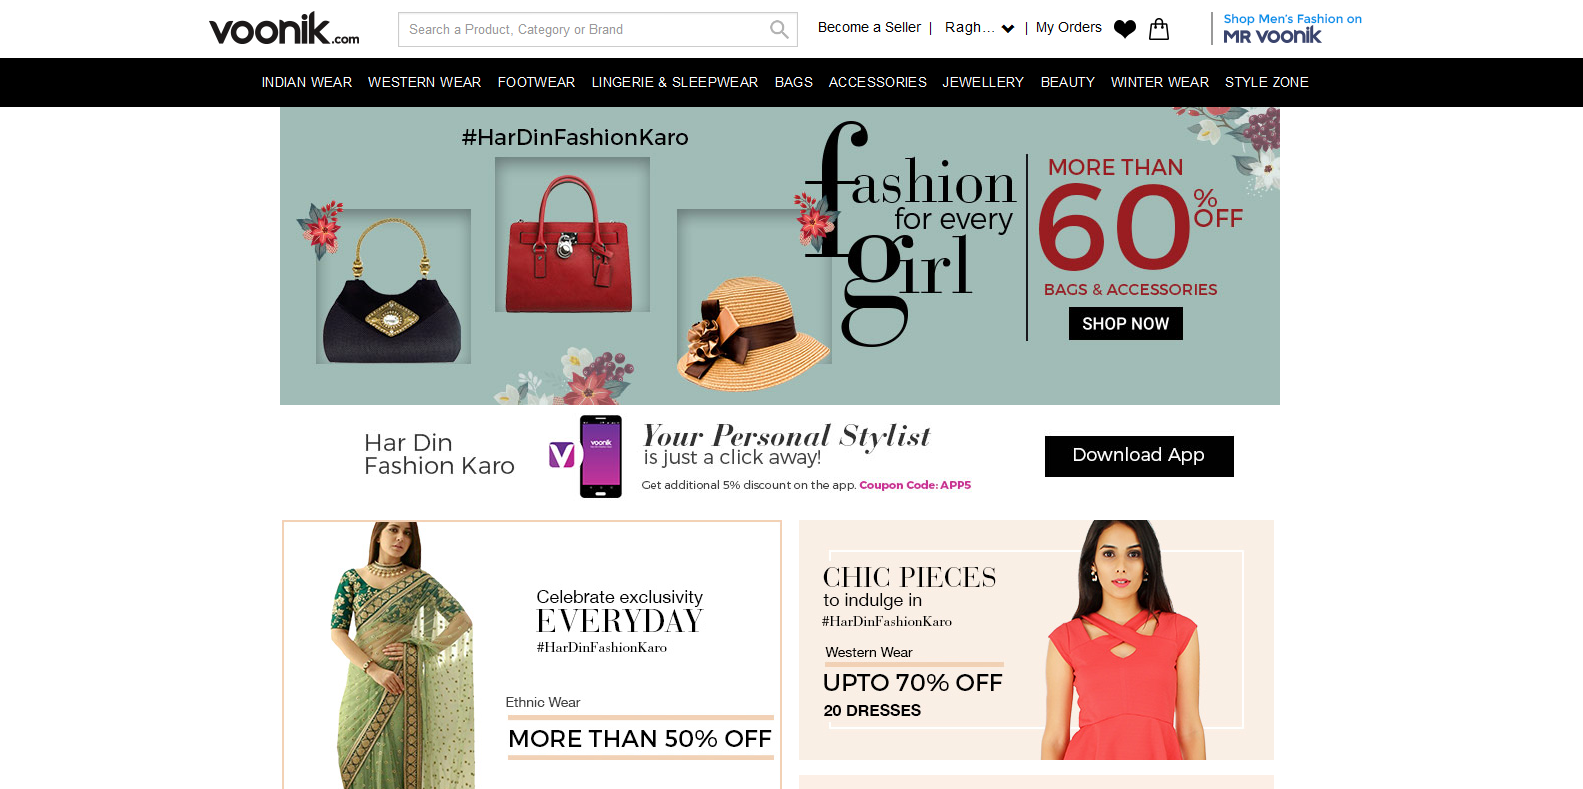 voonik.com
Search a Product, Category or Brand
Become a Seller | Ragh... | My Orders
Shop Men's Fashion on
MR voonik
INDIAN WEAR WESTERN WEAR FOOTWEAR LINGERIE & SLEEPWEAR BAGS ACCESSORIES JEWELLERY BEAUTY WINTER WEAR STYLE ZONE
#HarDinFashionKaro
fashion
for every
girl
MORE THAN
60% OFF
BAGS & ACCESSORIES
SHOP NOW
Har Din
Fashion Karo
V
voonik
Your Personal Stylist
is just a click away!
Get additional 5% discount on the app. Coupon Code: APP5
Download App
Celebrate exclusivity
EVERYDAY
#HarDinFashionKaro
Ethnic Wear
MORE THAN 50% OFF
CHIC PIECES
to indulge in
#HarDinFashionKaro
Western Wear
UPTO 70% OFF
20 DRESSES